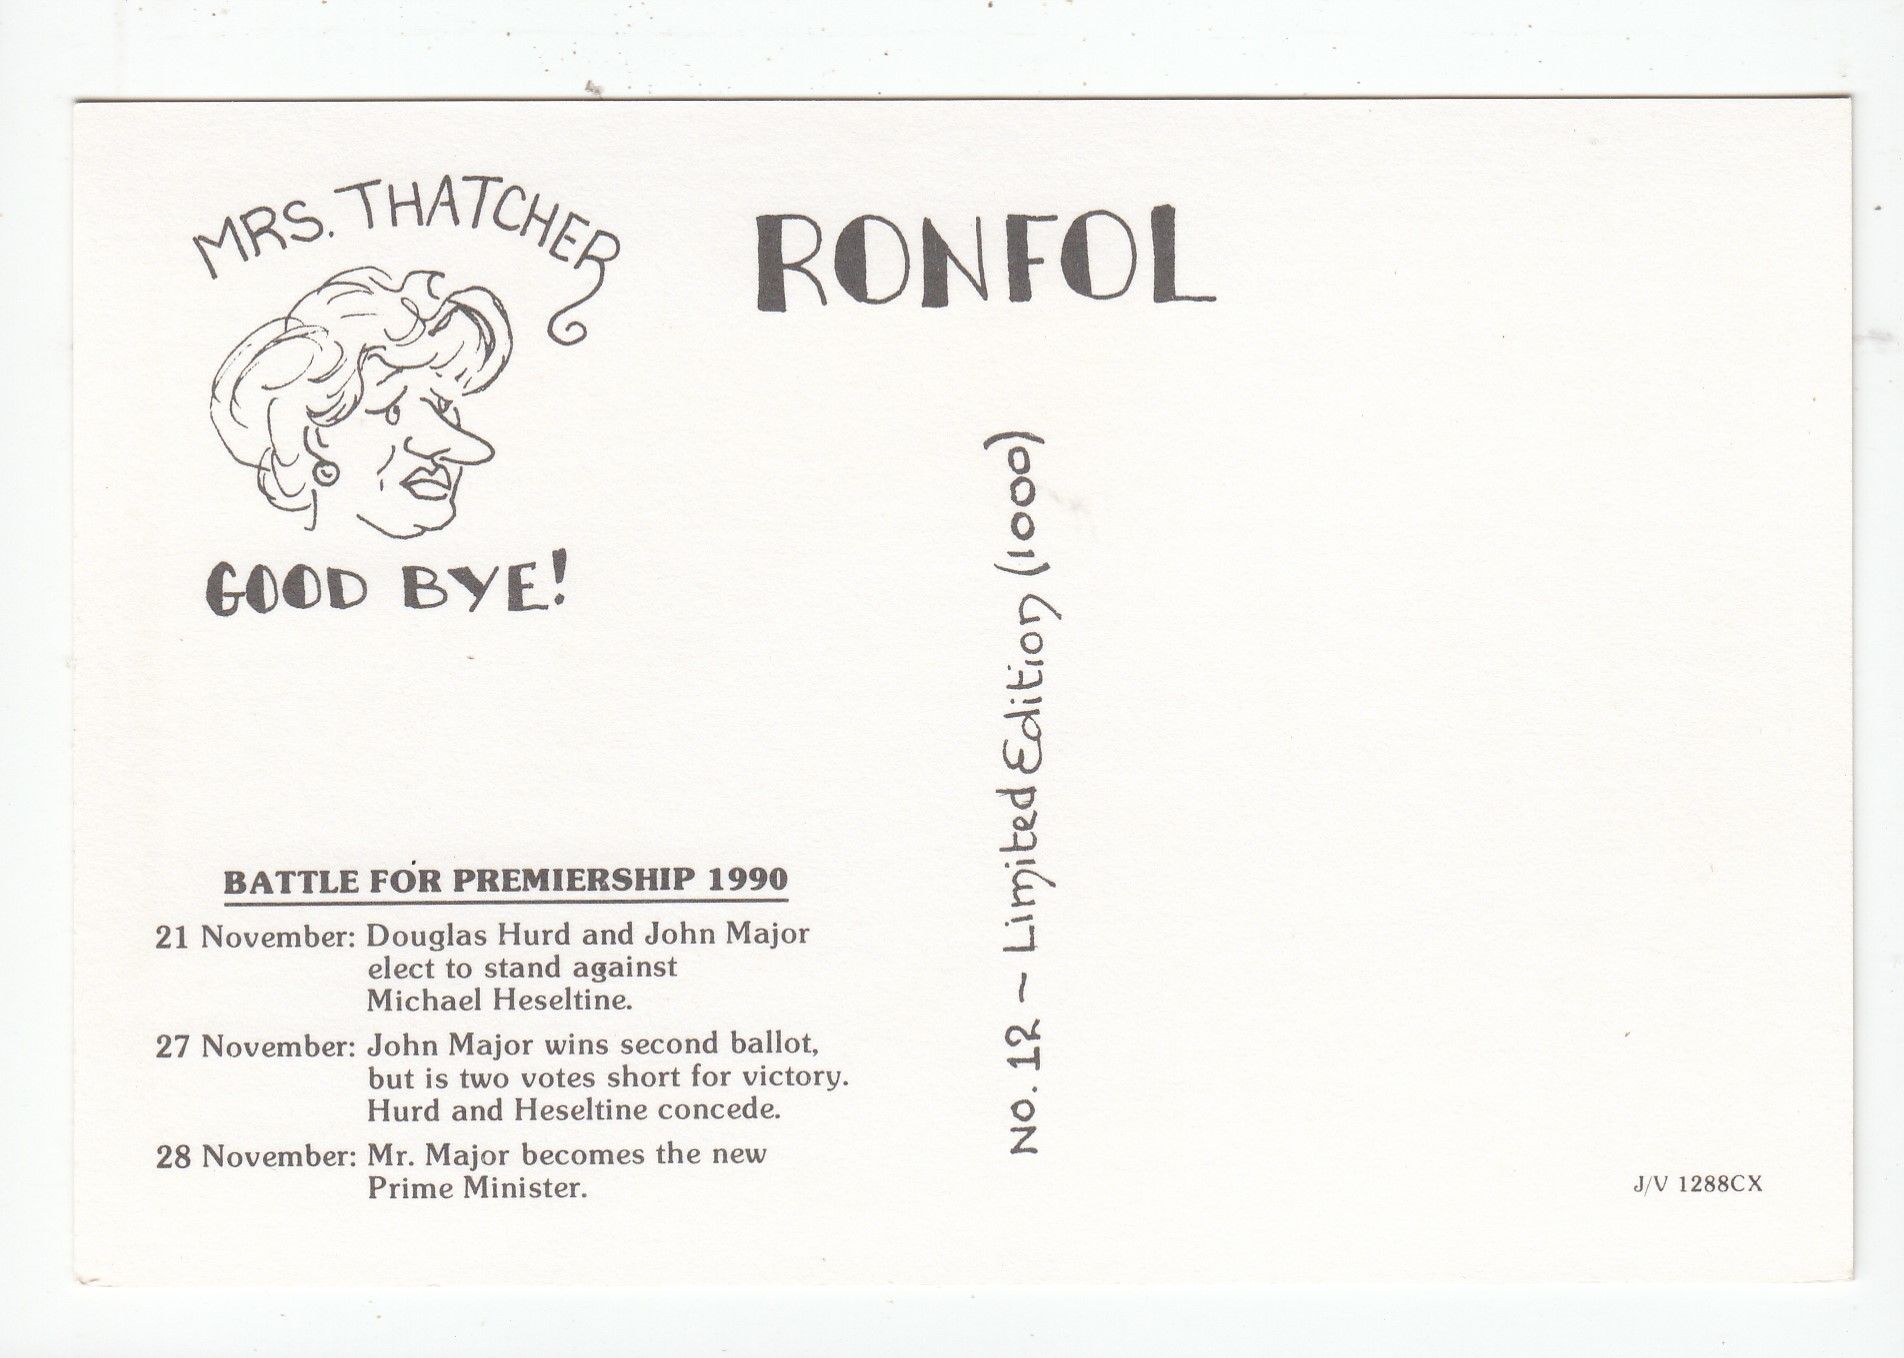 MRS. THATCHER
GOOD BYE!
RONFOL
No. 12 ~ Limited Edition (1000)
BATTLE FOR PREMIERSHIP 1990
21 November: Douglas Hurd and John Major
elect to stand against
Michael Heseltine.
27 November: John Major wins second ballot,
but is two votes short for victory.
Hurd and Heseltine concede.
28 November: Mr. Major becomes the new
Prime Minister.
J/V 1288CX